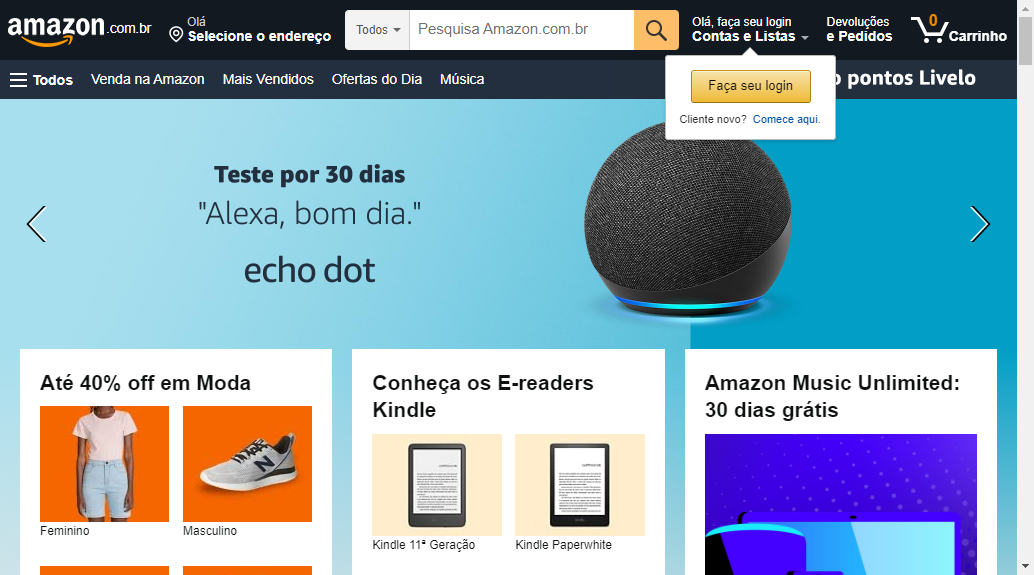 amazon.com.br
Olá
Selecione o endereço
Todos
Pesquisa Amazon.com.br
Olá, faça seu login
Contas e Listas
Devoluções
e Pedidos
0
Carrinho
Todos
Venda na Amazon
Mais Vendidos
Ofertas do Dia
Música
pontos Livelo
Faça seu login
Cliente novo? Comece aqui.
Teste por 30 dias
"Alexa, bom dia."
echo dot
Até 40% off em Moda
Feminino
Masculino
Conheça os E-readers
Kindle
Kindle 11ª Geração
Kindle Paperwhite
Amazon Music Unlimited:
30 dias grátis